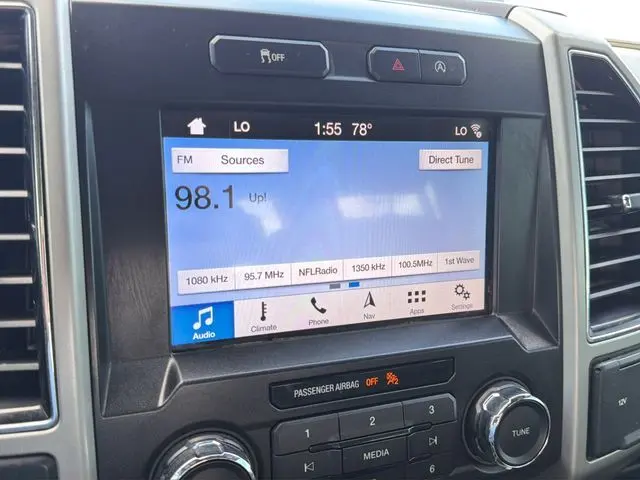 OFF
A
LO 1:55 78° LO
FM Sources Direct Tune
98.1 Up!
1080 kHz 95.7 MHz NFLRadio 1350 kHz 100.5MHz 1st Wave
Audio Climate Phone Nav Apps Settings
PASSENGER AIRBAG OFF 2
1 2 3
MEDIA
6
TUNE
12V